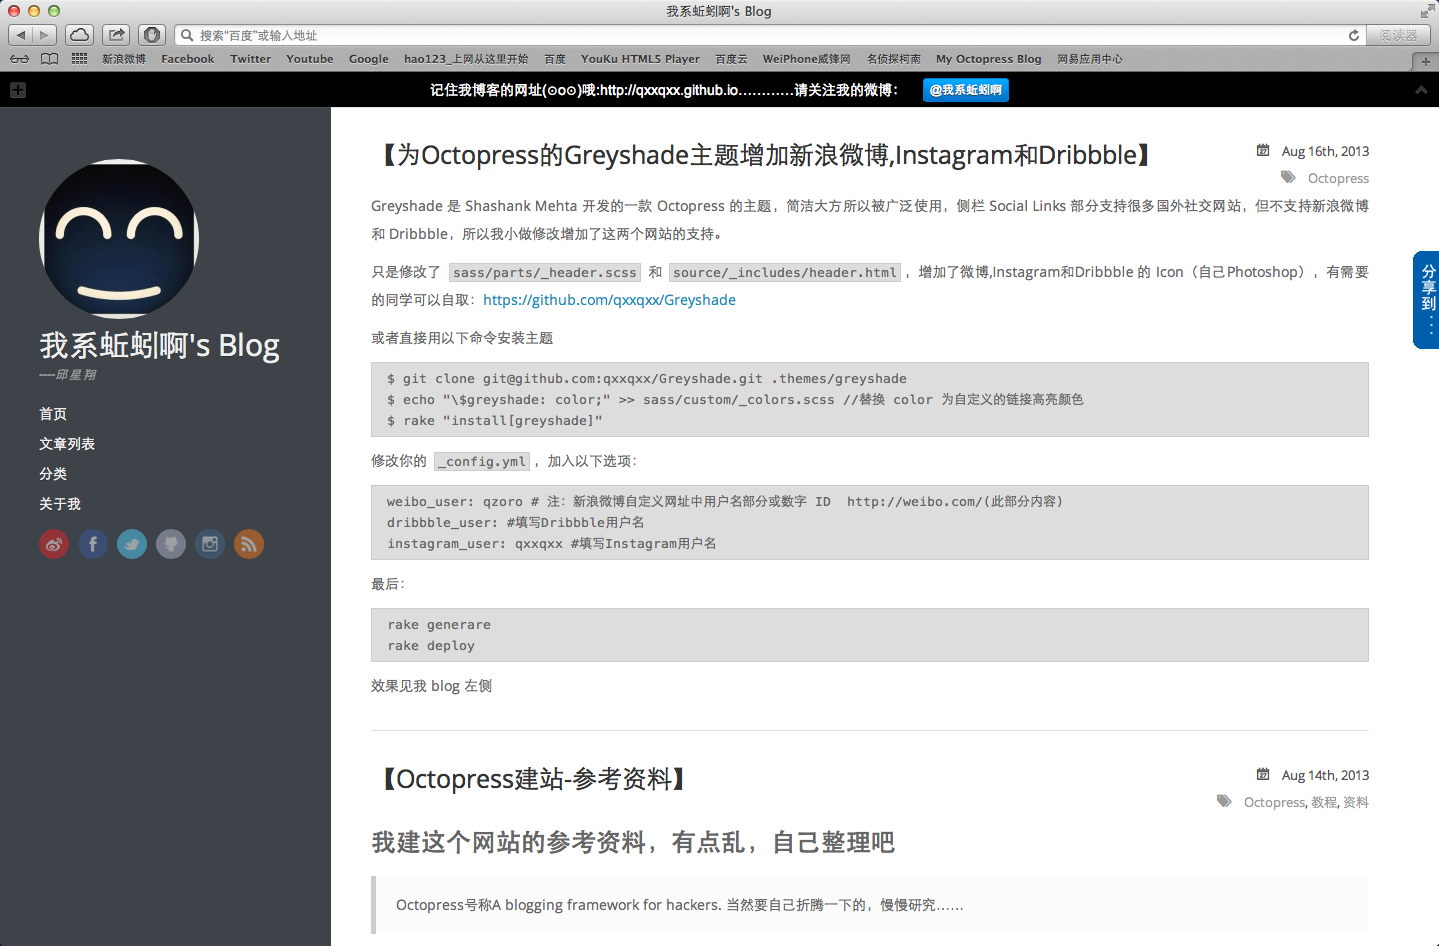 我系蚯蚓啊's Blog
搜索“百度”或输入地址
阅读器
新浪微博 Facebook Twitter Youtube Google hao123_上网从这里开始 百度 YouKu HTML5 Player 百度云 WeiPhone威锋网 名侦探柯南 My Octopress Blog 网易应用中心
记住我博客的网址(⊙o⊙)哦:http://qxxqxx.github.io…………请关注我的微博： @我系蚯蚓啊
我系蚯蚓啊's Blog
----邱星翔
首页
文章列表
分类
关于我
【为Octopress的Greyshade主题增加新浪微博,Instagram和Dribbble】
Aug 16th, 2013
Octopress
Greyshade 是 Shashank Mehta 开发的一款 Octopress 的主题，简洁大方所以被广泛使用，侧栏 Social Links 部分支持很多国外社交网站，但不支持新浪微博
和 Dribbble，所以我小做修改增加了这两个网站的支持。
只是修改了 sass/parts/_header.scss 和 source/_includes/header.html ，增加了微博,Instagram和Dribbble 的 Icon（自己Photoshop），有需要
的同学可以自取：https://github.com/qxxqxx/Greyshade
或者直接用以下命令安装主题
$ git clone git@github.com:qxxqxx/Greyshade.git .themes/greyshade
$ echo "\$greyshade: color;" >> sass/custom/_colors.scss //替换 color 为自定义的链接高亮颜色
$ rake "install[greyshade]"
修改你的 _config.yml ，加入以下选项：
weibo_user: qzoro # 注：新浪微博自定义网址中用户名部分或数字 ID  http://weibo.com/(此部分内容)
dribbble_user: #填写Dribbble用户名
instagram_user: qxxqxx #填写Instagram用户名
最后：
rake generare
rake deploy
效果见我 blog 左侧
【Octopress建站-参考资料】
Aug 14th, 2013
Octopress, 教程, 资料
我建这个网站的参考资料，有点乱，自己整理吧
Octopress号称A blogging framework for hackers. 当然要自己折腾一下的，慢慢研究……
分享到...